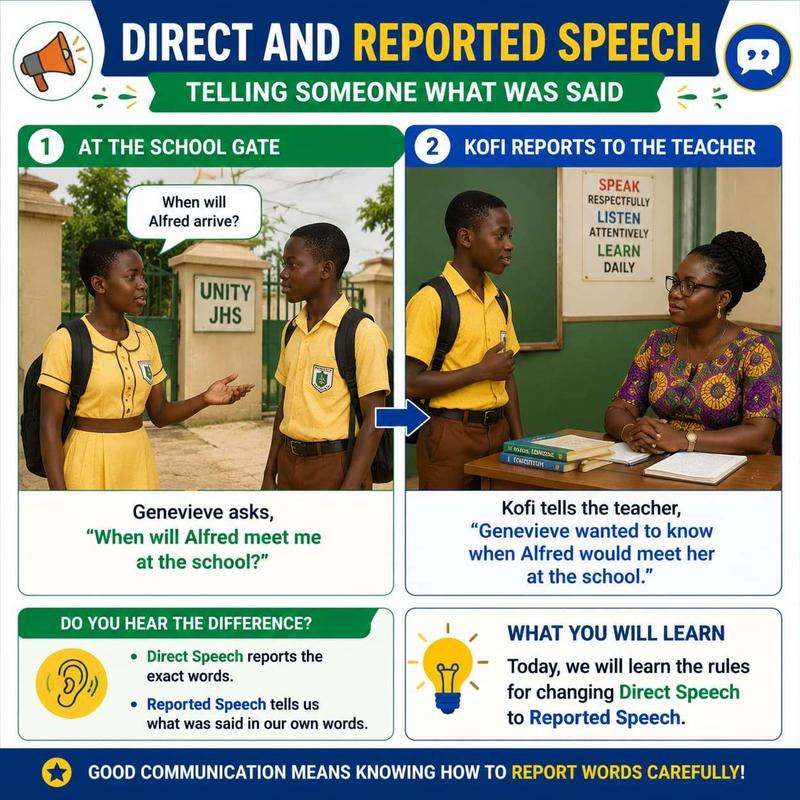 DIRECT AND REPORTED SPEECH
TELLING SOMEONE WHAT WAS SAID
1 AT THE SCHOOL GATE
When will
Alfred arrive?
UNITY
JHS
Genevieve asks,
“When will Alfred meet me
at the school?”
2 KOFI REPORTS TO THE TEACHER
SPEAK
RESPECTFULLY
LISTEN
ATTENTIVELY
LEARN
DAILY
Kofi tells the teacher,
“Genevieve wanted to know
when Alfred would meet her
at the school.”
DO YOU HEAR THE DIFFERENCE?
• Direct Speech reports the
exact words.
• Reported Speech tells us
what was said in our own words.
WHAT YOU WILL LEARN
Today, we will learn the rules
for changing Direct Speech
to Reported Speech.
GOOD COMMUNICATION MEANS KNOWING HOW TO REPORT WORDS CAREFULLY!